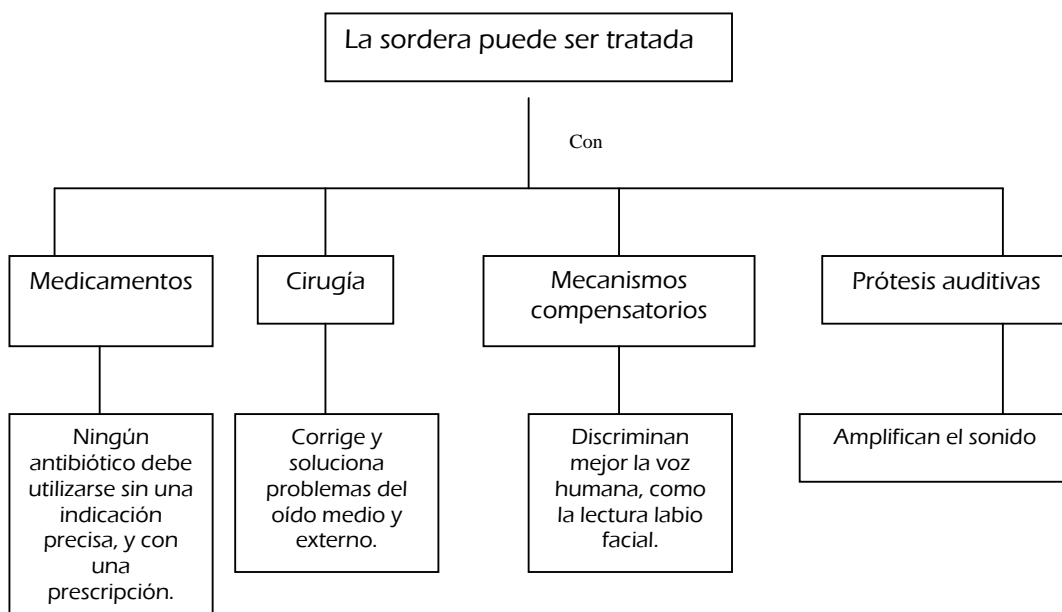 La sordera puede ser tratada
Con
Medicamentos
Cirugía
Mecanismos
compensatorios
Prótesis auditivas
Ningún
antibiótico debe
utilizarse sin una
indicación
precisa, y con
una
prescripción.
Corrige y
soluciona
problemas del
oído medio y
externo.
Discriminan
mejor la voz
humana, como
la lectura labio
facial.
Amplifican el sonido